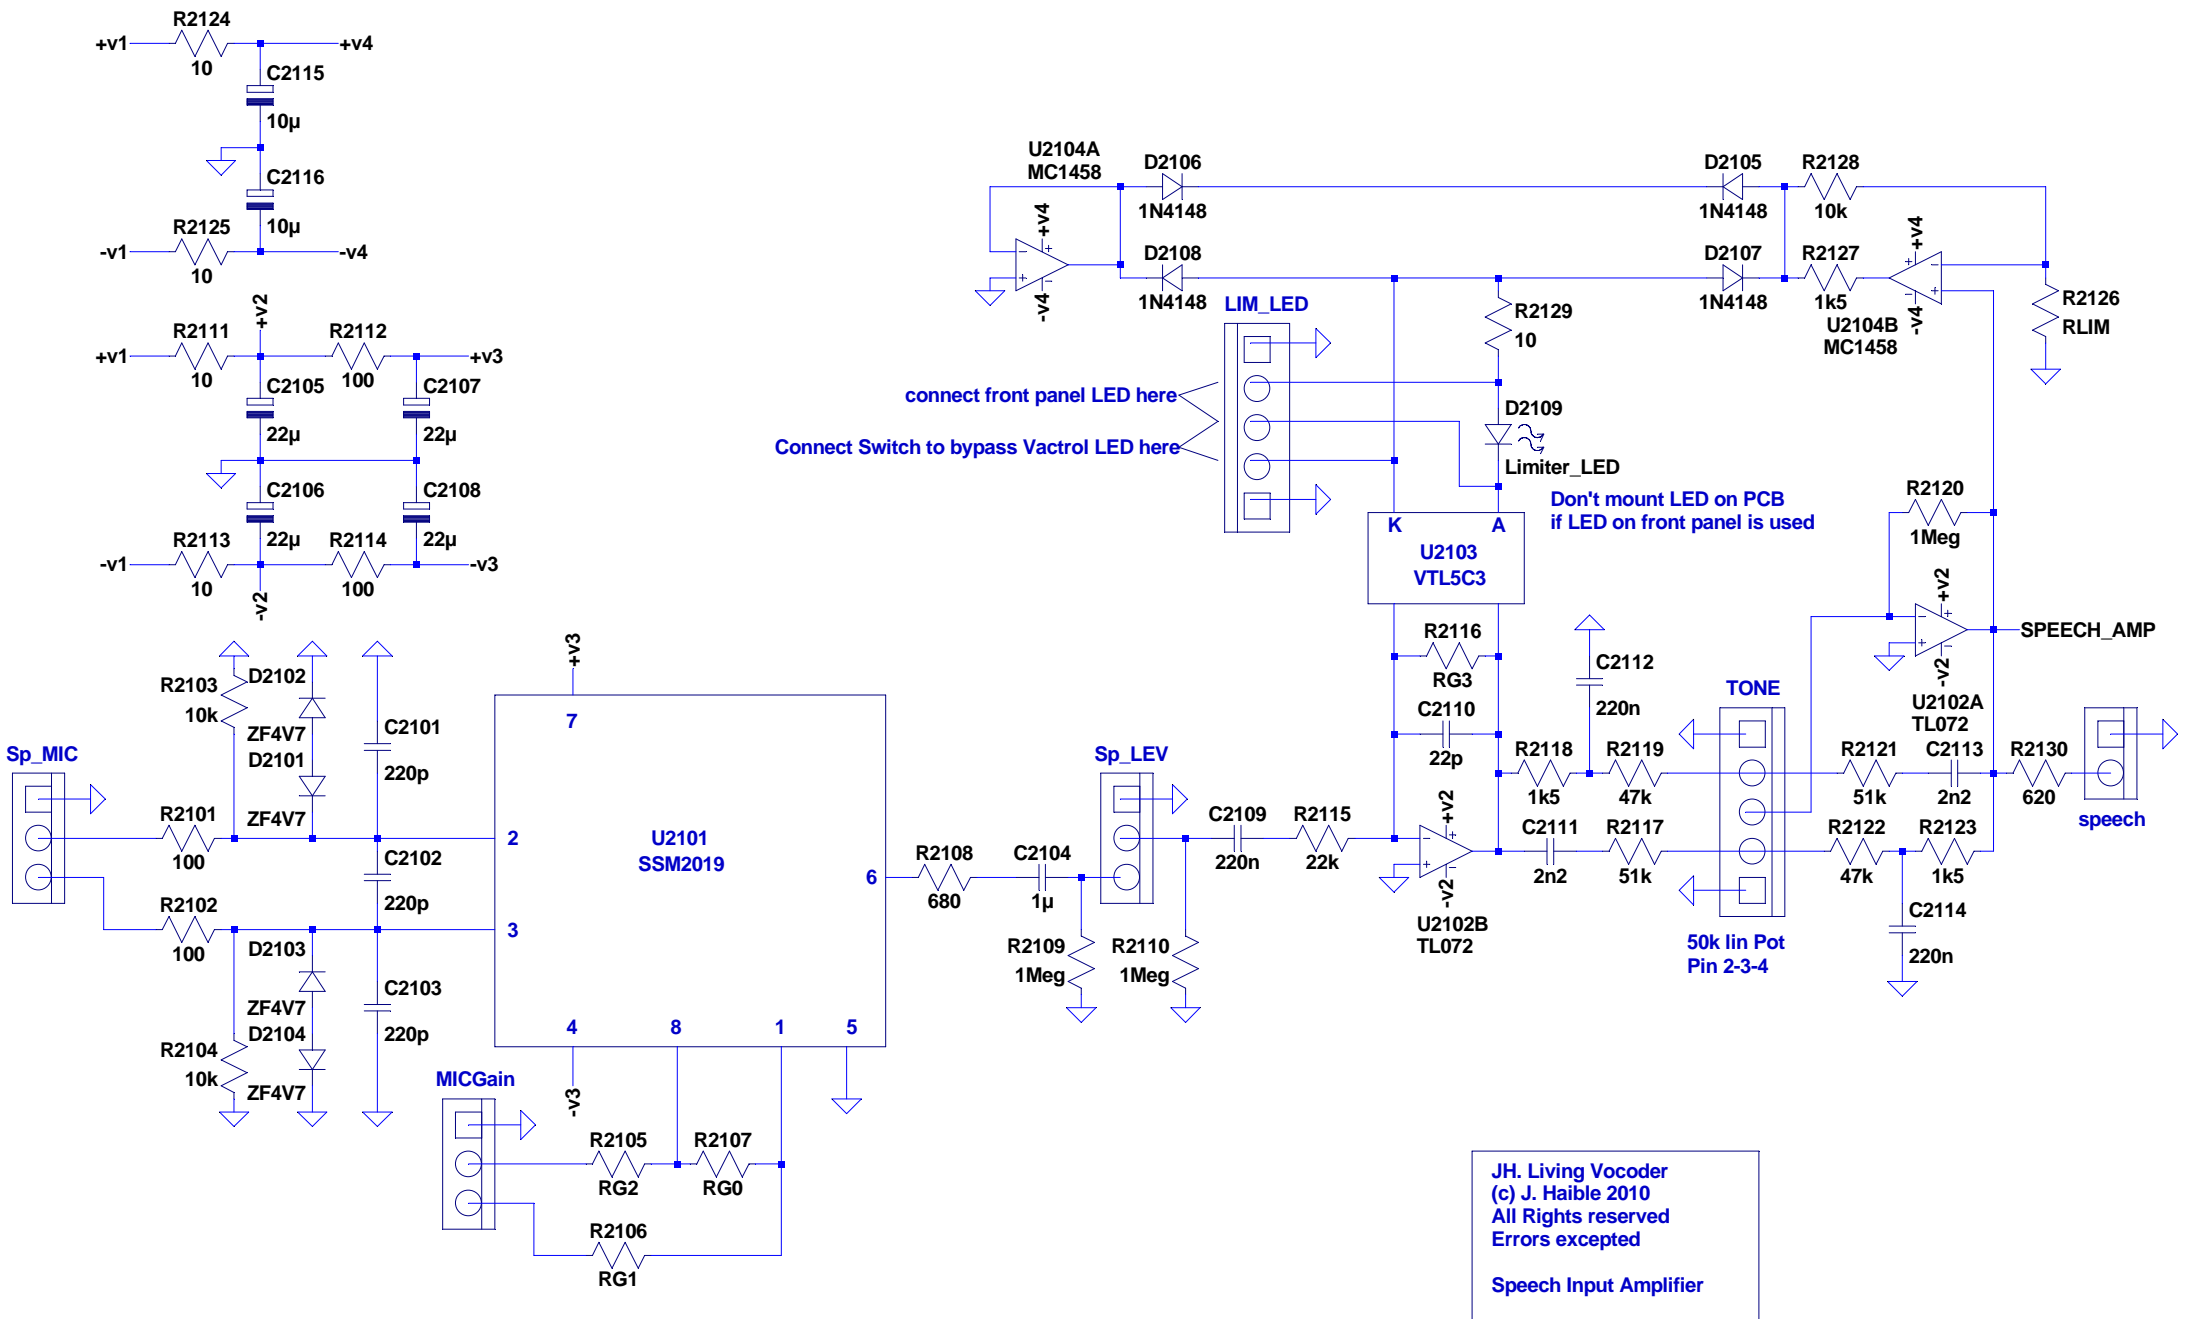 R2124
+v1
+v4
10
C2115
10µ
C2116
10µ
R2125
-v1
-v4
10
+v2
R2111
R2112
+v1
+v3
10
100
C2105
C2107
22µ
22µ
C2106
C2108
22µ
22µ
R2113
R2114
-v1
-v3
10
100
-v2
U2104A
MC1458
+v4
-v4
D2106
1N4148
D2108
1N4148
D2105
1N4148
D2107
1N4148
R2128
10k
R2127
1k5
+v4
-v4
U2104B
MC1458
R2126
RLIM
LIM_LED
R2129
10
connect front panel LED here
Connect Switch to bypass Vactrol LED here
D2109
Limiter_LED
Don't mount LED on PCB
if LED on front panel is used
K
A
U2103
VTL5C3
R2116
RG3
C2110
22p
C2112
220n
R2120
1Meg
+v2
-v2
SPEECH_AMP
U2102A
TL072
TONE
R2118
1k5
R2119
47k
R2121
51k
C2113
2n2
R2130
620
speech
C2111
2n2
R2117
51k
R2122
47k
R2123
1k5
C2114
220n
50k lin Pot
Pin 2-3-4
+v2
-v2
U2102B
TL072
Sp_LEV
C2109
220n
R2115
22k
R2108
680
C2104
1µ
R2109
1Meg
R2110
1Meg
+v3
7
2
3
6
4
8
1
5
U2101
SSM2019
-v3
R2103
10k
D2102
ZF4V7
D2101
ZF4V7
C2101
220p
Sp_MIC
R2101
100
C2102
220p
R2102
100
D2103
ZF4V7
D2104
ZF4V7
C2103
220p
R2104
10k
MICGain
R2105
RG2
R2107
RG0
R2106
RG1
JH. Living Vocoder
(c) J. Haible 2010
All Rights reserved
Errors excepted
Speech Input Amplifier